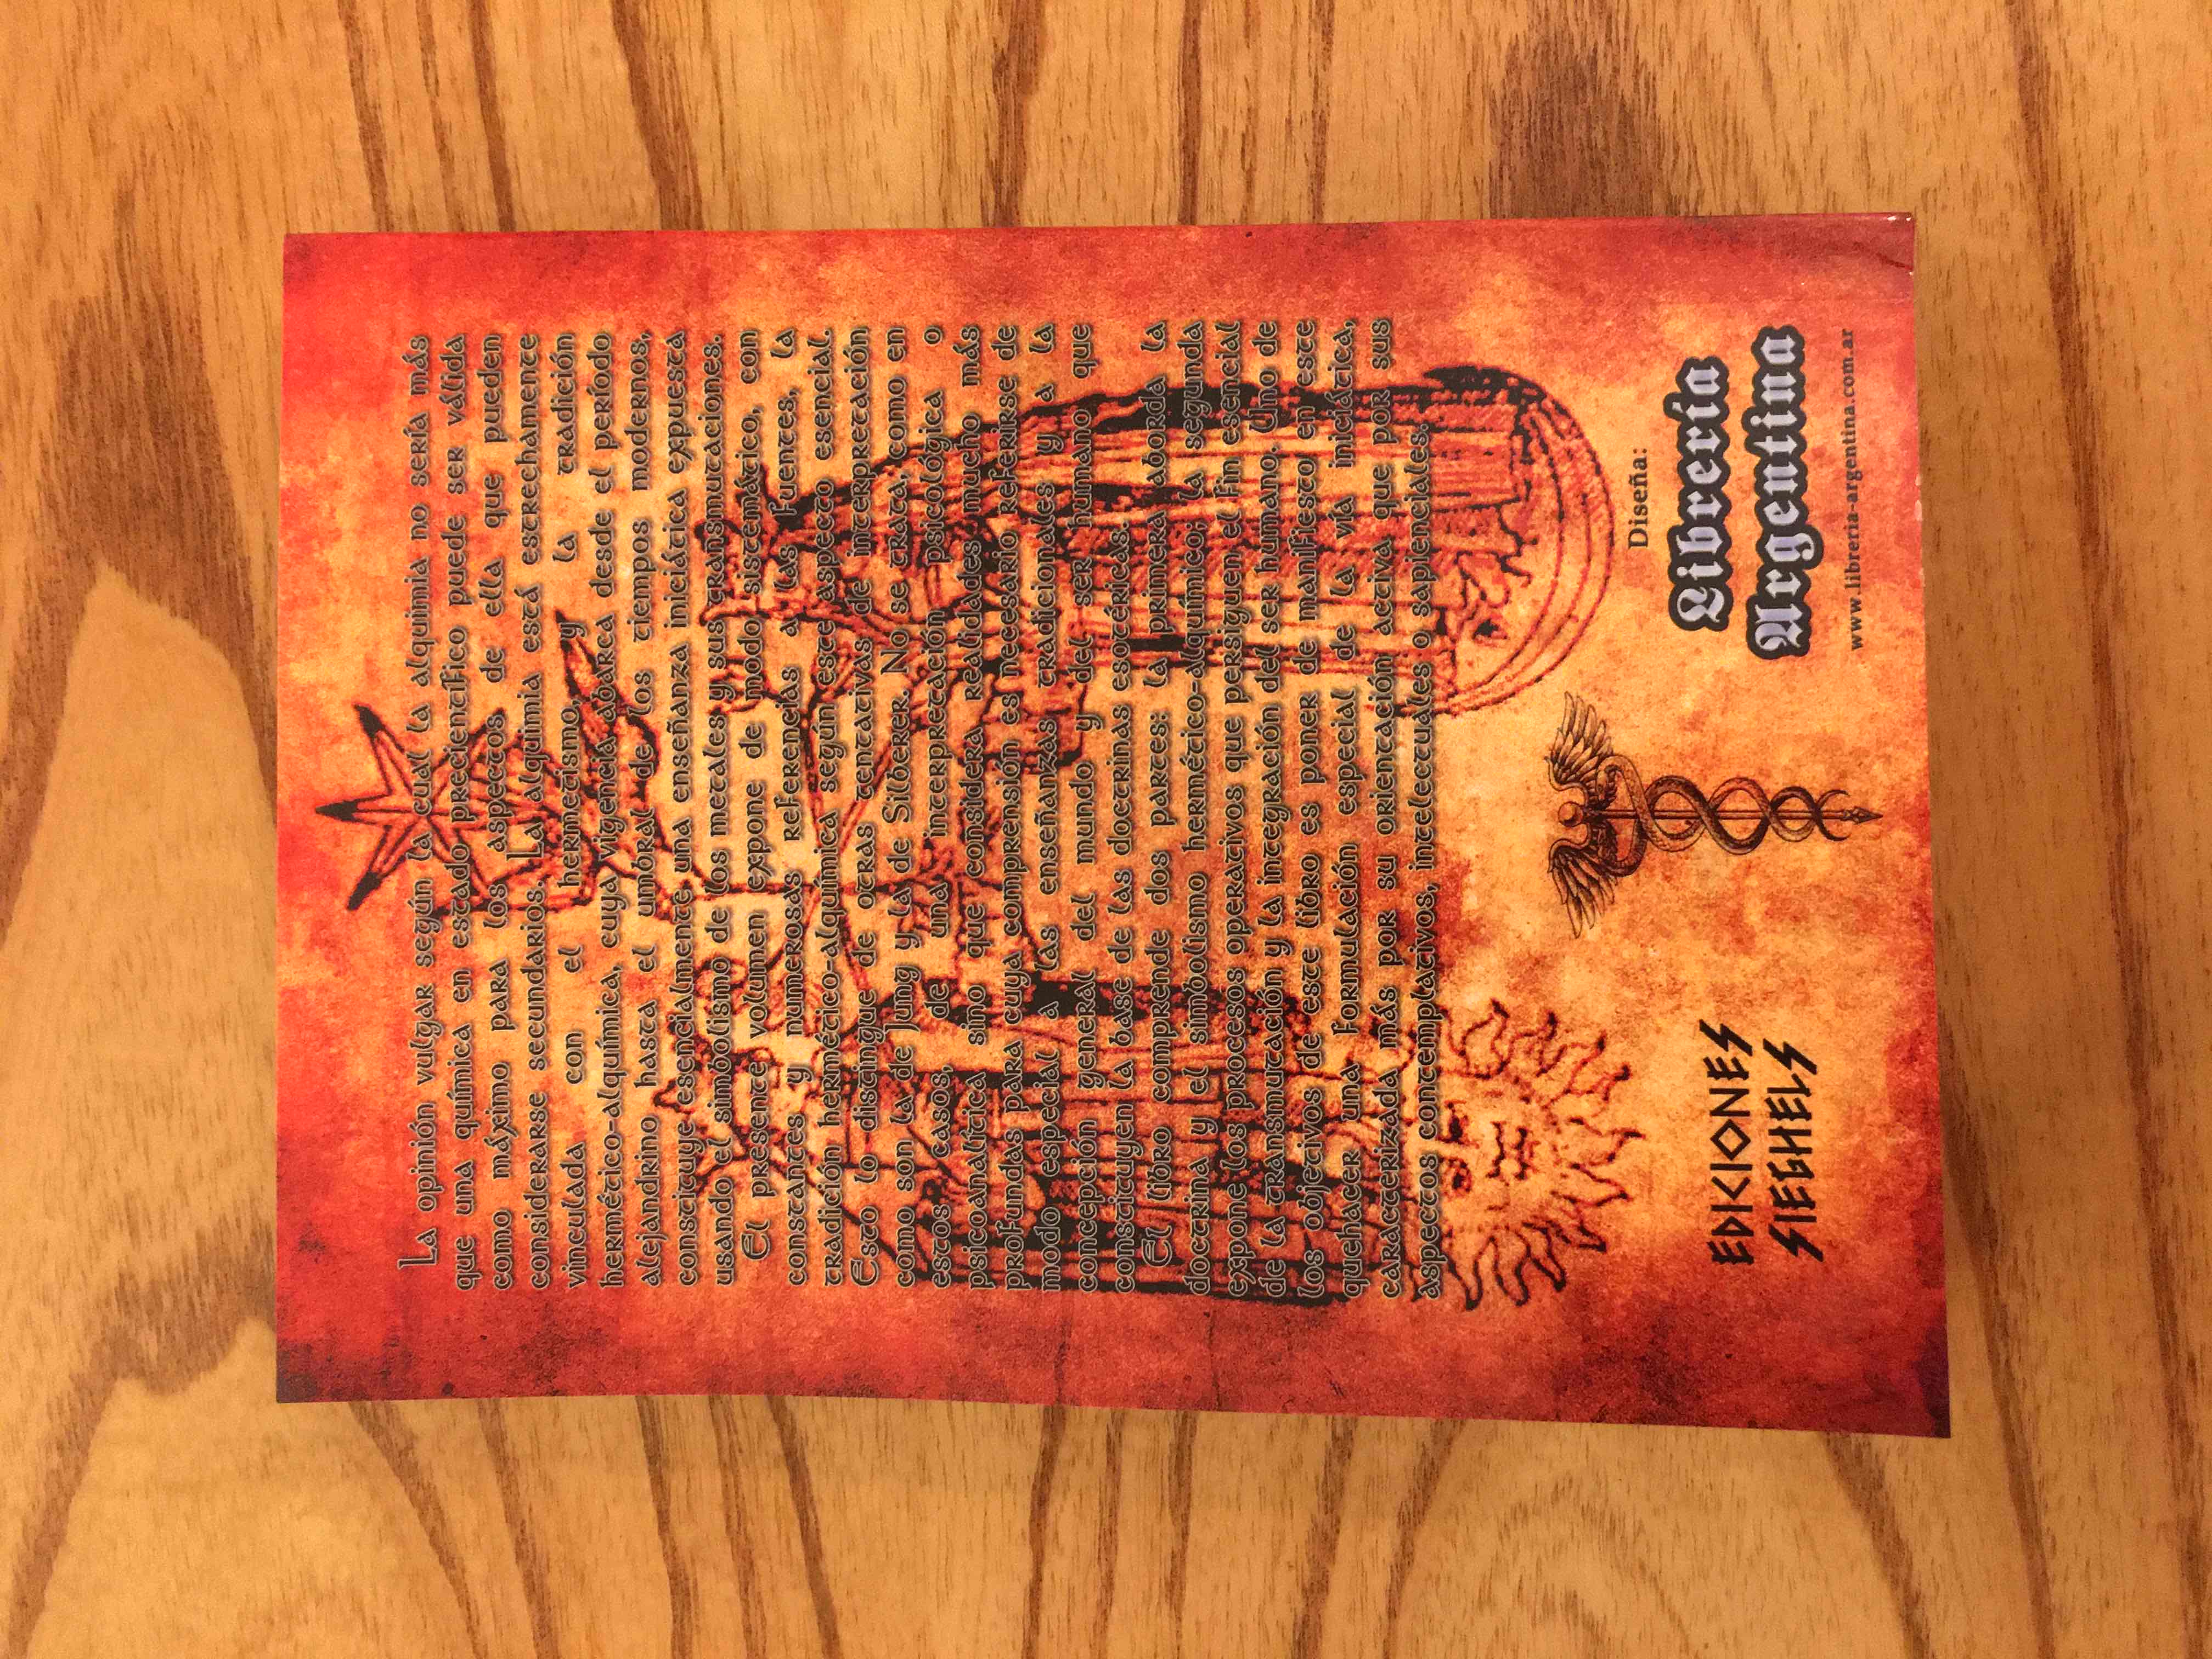 La opinión vulgar según la cual la alquimia no sería más
que una química en estado precientífico puede ser válida
como máximo para los aspectos de ella que pueden
considerarse secundarios. La alquimia está estrechamente
vinculada con el hermetismo y la tradición
hermético-alquímica, cuya vigencia abarca desde el período
alejandrino hasta el umbral de los tiempos modernos,
constituye esencialmente una enseñanza iniciática expuesta
usando el simbolismo de los metales y sus transmutaciones.
El presente volumen expone de modo sistemático, con
constantes y numerosas referencias a las fuentes, la
tradición hermético-alquímica según este aspecto esencial.
Esto lo distingue de otras tentativas de interpretación
como son la de Jung y la de Silberer. No se trata, como en
estos casos, de una interpretación psicológica o
psicoanalítica sino que considera realidades mucho más
profundas para cuya comprensión es necesario referirse de
modo especial a las enseñanzas tradicionales y a la
concepción general del mundo y del ser humano que
constituyen la base de las doctrinas estudiadas.
El libro comprende dos partes: la primera aborda la
doctrina y el simbolismo hermético-alquímico; la segunda
expone los procesos operativos que persiguen el fin esencial
de la transmutación y la integración del ser humano. Uno de
los objetivos de este libro es poner de manifiesto en este
quehacer una formulación especial de la vía iniciática,
caracterizada más por su orientación activa que por sus
aspectos contemplativos, intelectuales o sapienciales.
EDICIONES
SIEGHELS
Diseña:
Librería
Argentina
www.libreria-argentina.com.ar